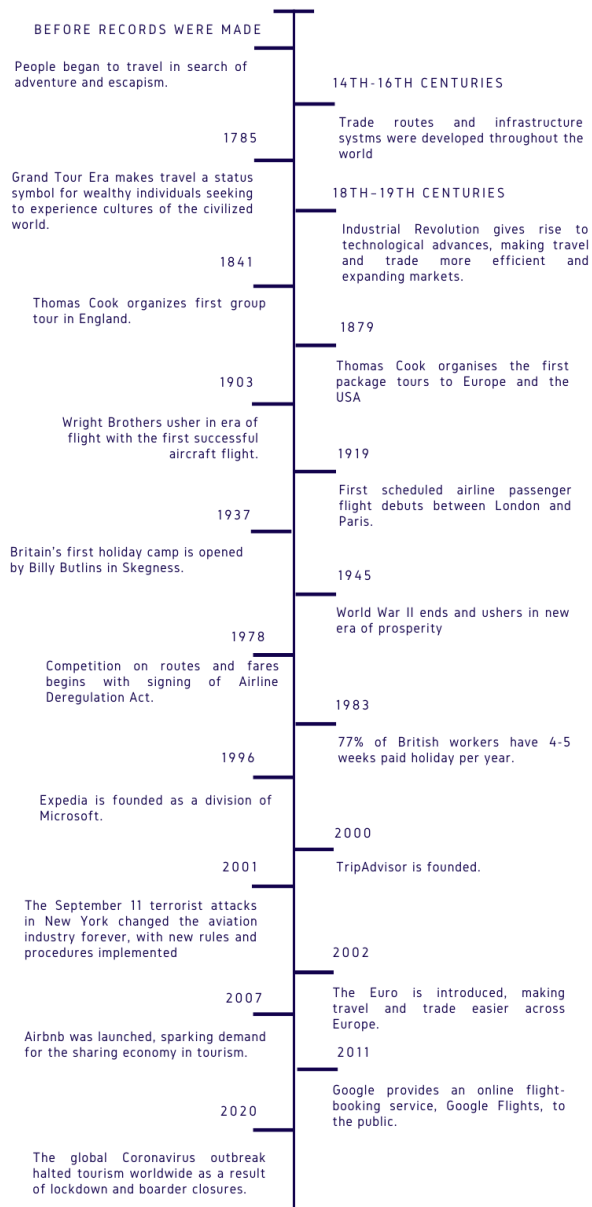 BEFORE RECORDS WERE MADE
People began to travel in search of
adventure and escapism.
14TH-16TH CENTURIES
Trade routes and infrastructure
systms were developed throughout the
world
1785
Grand Tour Era makes travel a status
symbol for wealthy individuals seeking
to experience cultures of the civilized
world.
18TH-19TH CENTURIES
Industrial Revolution gives rise to
technological advances, making travel
and trade more efficient and
expanding markets.
1841
Thomas Cook organizes first group
tour in England.
1879
Thomas Cook organises the first
package tours to Europe and the
USA
1903
Wright Brothers usher in era of
flight with the first successful
aircraft flight.
1919
First scheduled airline passenger
flight debuts between London and
Paris.
1937
Britain's first holiday camp is opened
by Billy Butlins in Skegness.
1945
World War II ends and ushers in new
era of prosperity
1978
Competition on routes and fares
begins with signing of Airline
Deregulation Act.
1983
77% of British workers have 4-5
weeks paid holiday per year.
1996
Expedia is founded as a division of
Microsoft.
2000
TripAdvisor is founded.
2001
The September 11 terrorist attacks
in New York changed the aviation
industry forever, with new rules and
procedures implemented
2002
The Euro is introduced, making
travel and trade easier across
Europe.
2007
Airbnb was launched, sparking demand
for the sharing economy in tourism.
2011
Google provides an online flight-
booking service, Google Flights, to
the public.
2020
The global Coronavirus outbreak
halted tourism worldwide as a result
of lockdown and boarder closures.